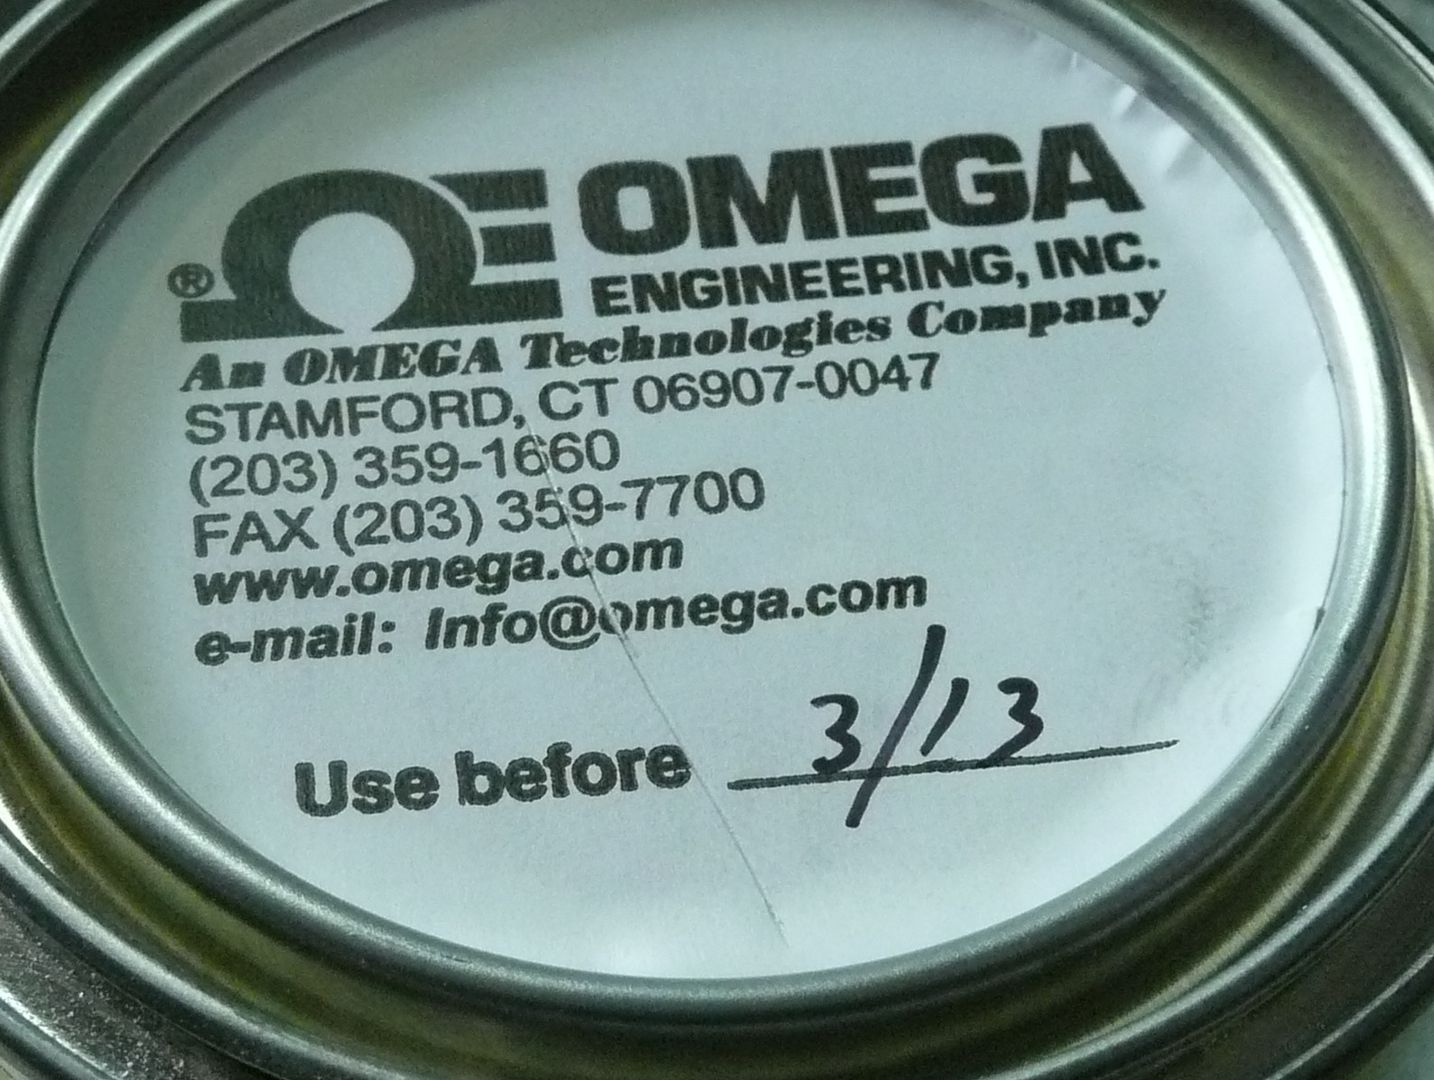 ® ΩE OMEGA
ENGINEERING, INC.
An OMEGA Technologies Company
STAMFORD, CT 06907-0047
(203) 359-1660
FAX (203) 359-7700
www.omega.com
e-mail: Info@omega.com
Use before 3/13